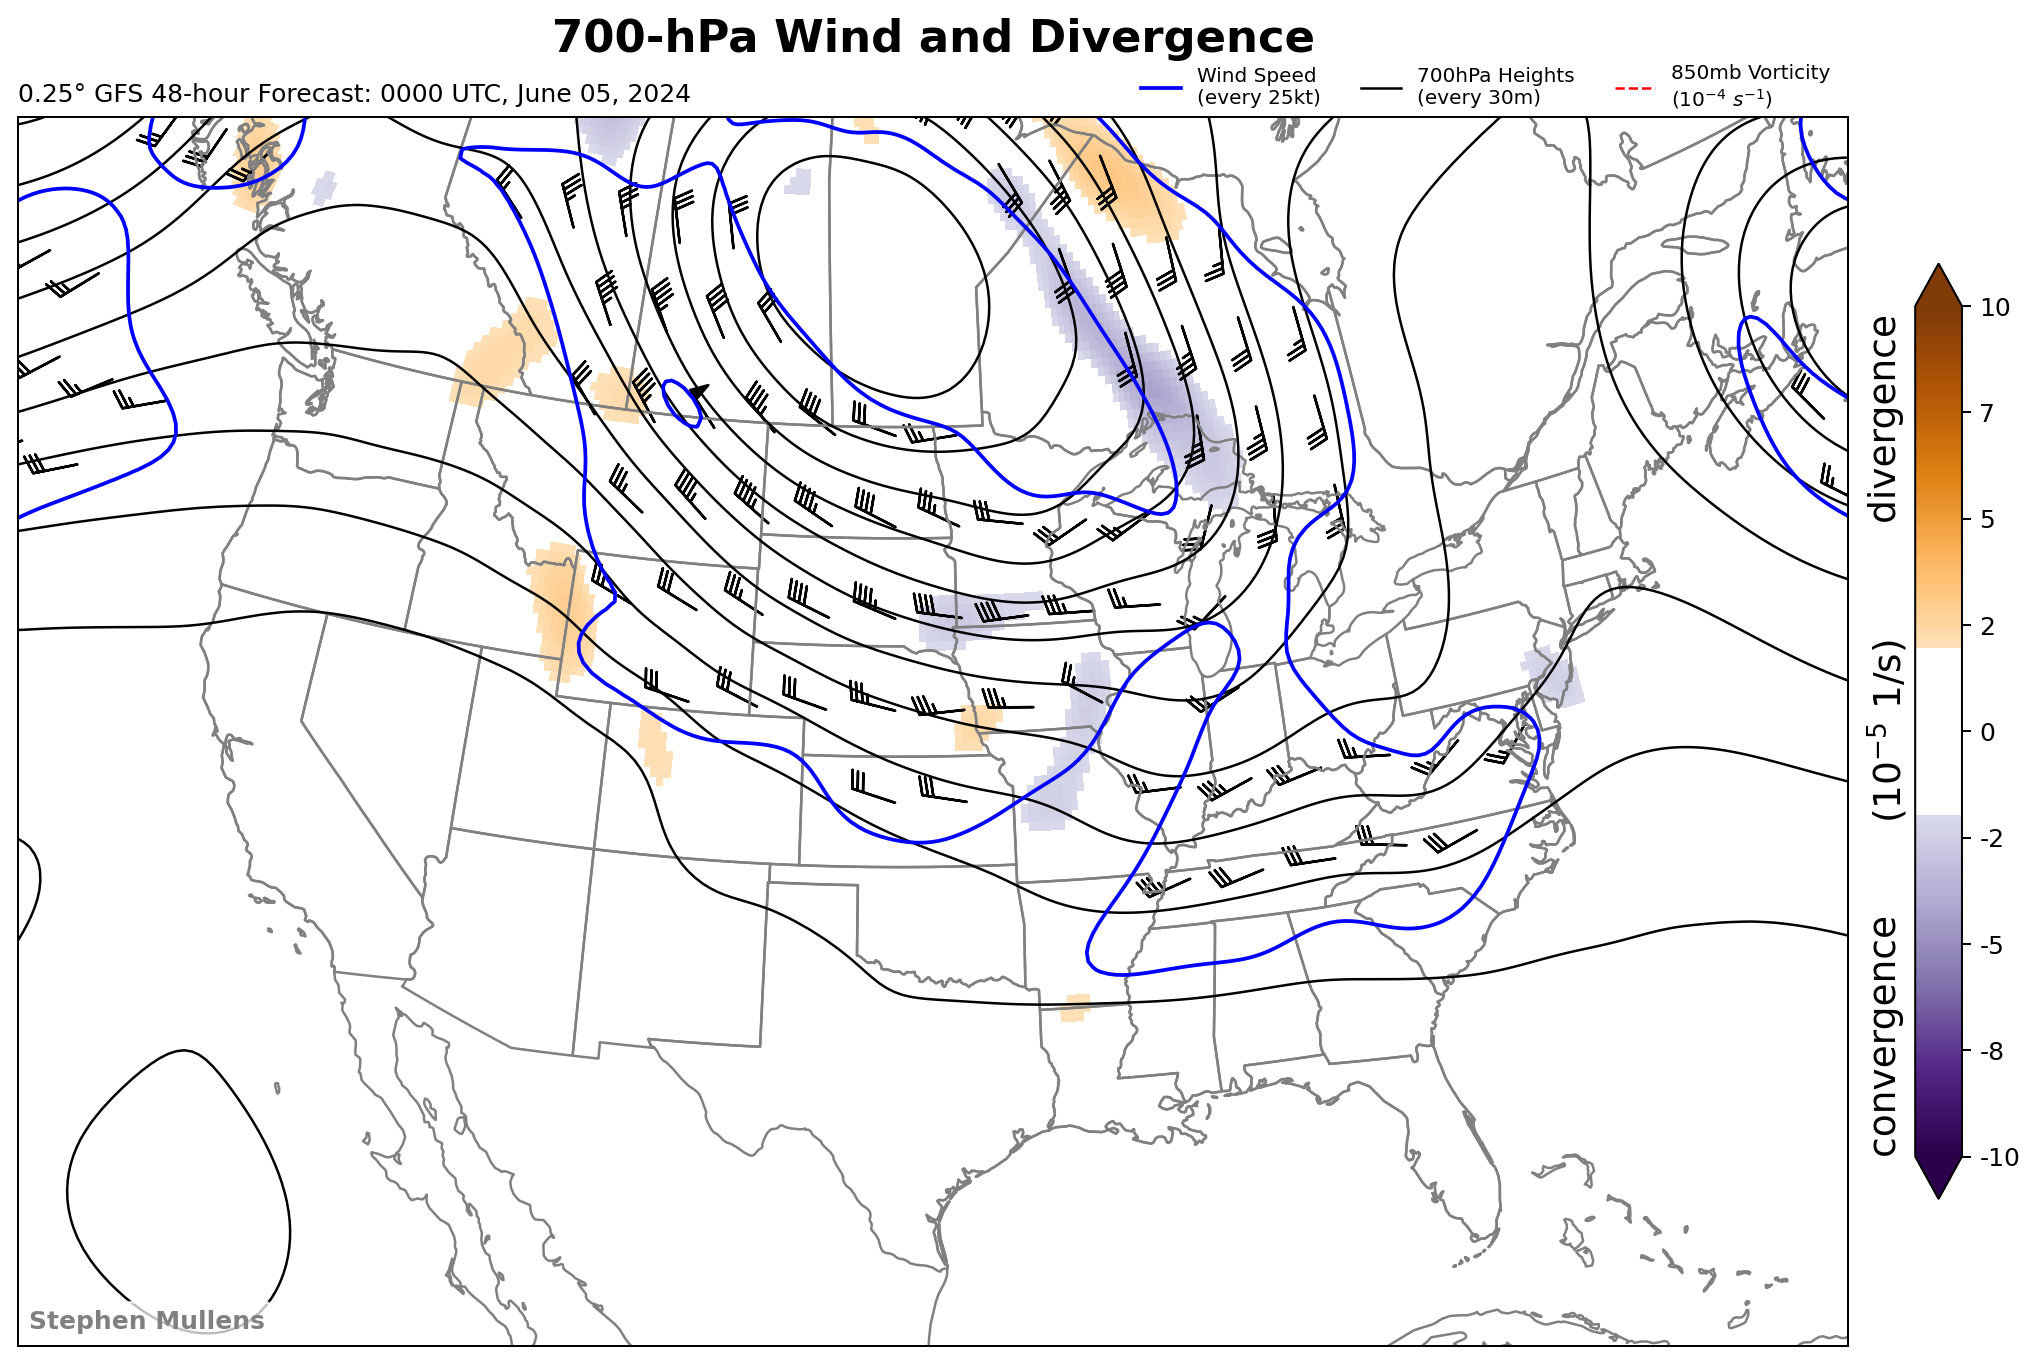 700-hPa Wind and Divergence
0.25° GFS 48-hour Forecast: 0000 UTC, June 05, 2024
Wind Speed
(every 25kt)
700hPa Heights
(every 30m)
850mb Vorticity
(10⁻⁴ s⁻¹)
10
7
5
2
0
-2
-5
-8
-10
convergence (10⁻⁵ 1/s) divergence
Stephen Mullens